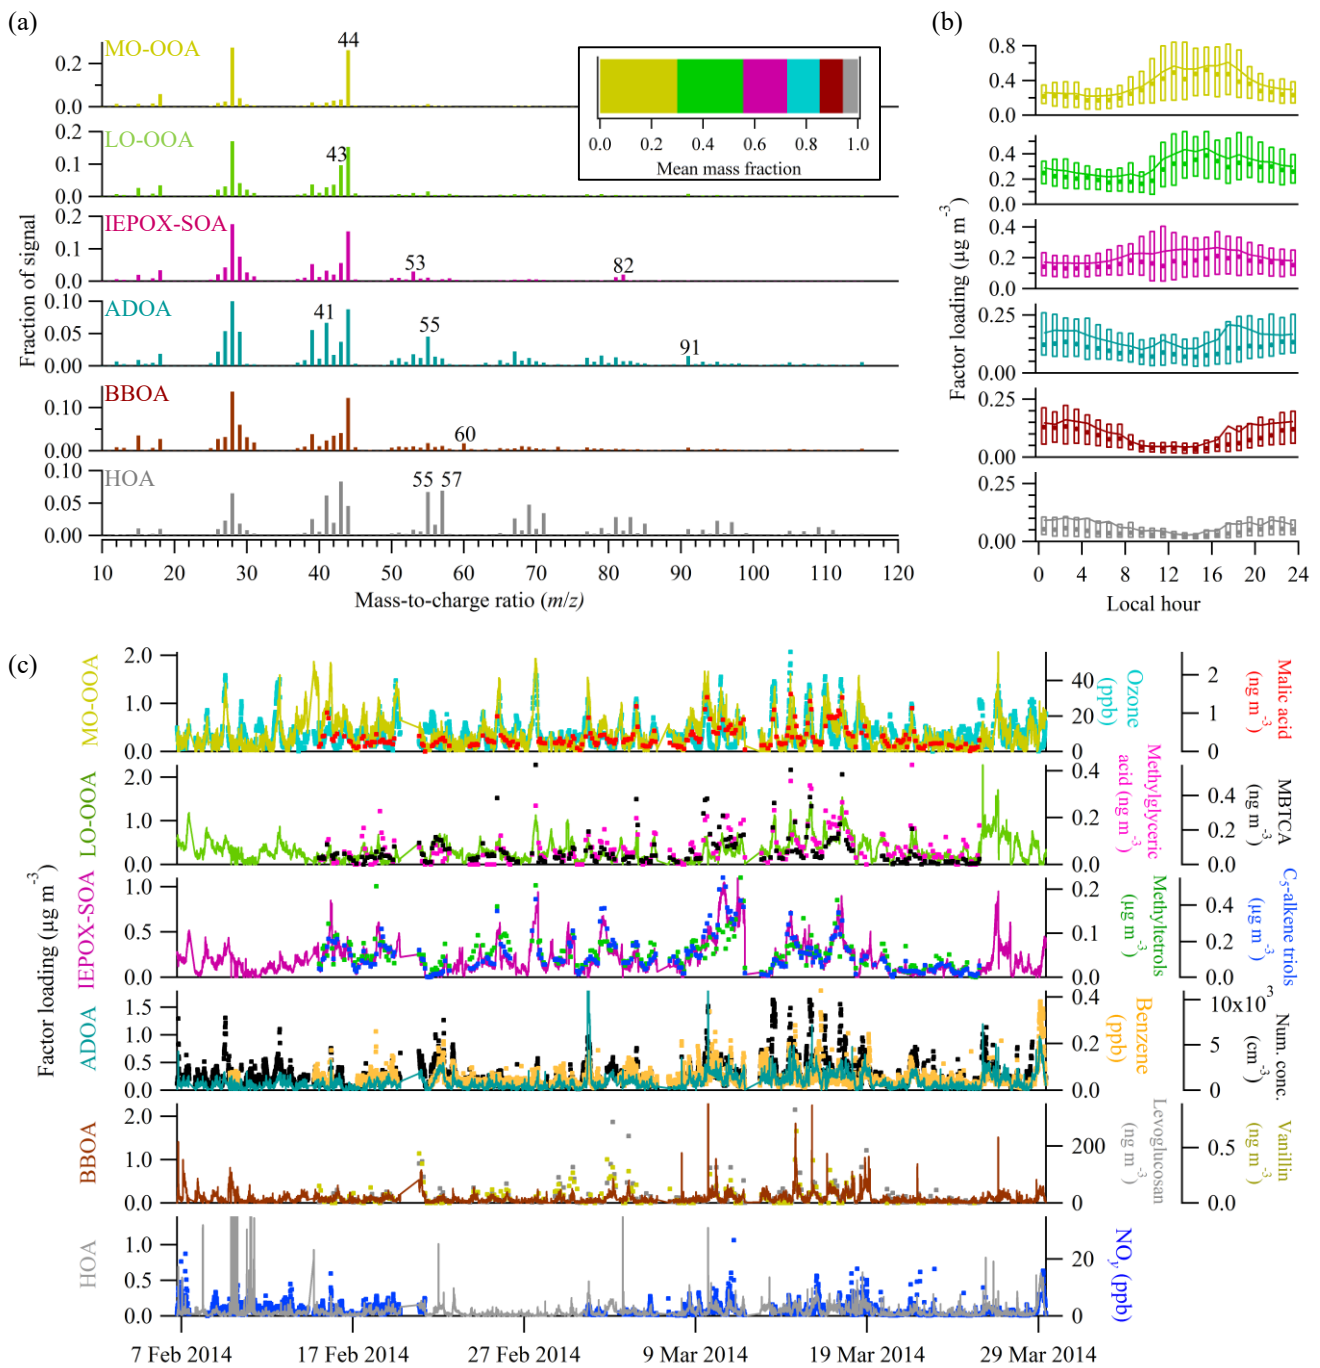 (a)
MO-OOA
44
0.2
0.0
LO-OOA
43
0.2
0.1
0.0
IEPOX-SOA
53
82
0.2
0.1
0.0
ADOA
41
55
91
0.10
0.05
0.00
BBOA
60
0.10
0.00
HOA
55 57
0.10
0.05
0.00
Fraction of signal
10 20 30 40 50 60 70 80 90 100 110 120
Mass-to-charge ratio (m/z)
0.0 0.2 0.4 0.6 0.8 1.0
Mean mass fraction
(b)
0.8
0.4
0.0
0.4
0.2
0.0
0.4
0.2
0.0
0.25
0.00
0.25
0.00
0.25
0.00
Factor loading (μg m⁻³)
0 4 8 12 16 20 24
Local hour
(c)
Factor loading (μg m⁻³)
MO-OOA
2.0
1.0
0.0
40
20
0
Ozone
(ppb)
2
1
0
Malic acid
(ng m⁻³)
LO-OOA
2.0
1.0
0.0
0.4
0.2
0.0
Methylglyceric
acid (ng m⁻³)
0.4
0.2
0.0
MBTCA
(ng m⁻³)
IEPOX-SOA
1.0
0.5
0.0
0.2
0.1
0.0
Methyltetrols
(μg m⁻³)
0.4
0.2
0.0
C₅-alkene triols
(μg m⁻³)
ADOA
1.5
1.0
0.5
0.0
0.4
0.2
0.0
Benzene
(ppb)
10x10³
5
0
Num. conc.
(cm⁻³)
BBOA
2.0
1.0
0.0
200
0
Levoglucosan
(ng m⁻³)
0.5
0.0
Vanillin
(ng m⁻³)
HOA
1.0
0.5
0.0
20
0
NOy (ppb)
7 Feb 2014 17 Feb 2014 27 Feb 2014 9 Mar 2014 19 Mar 2014 29 Mar 2014